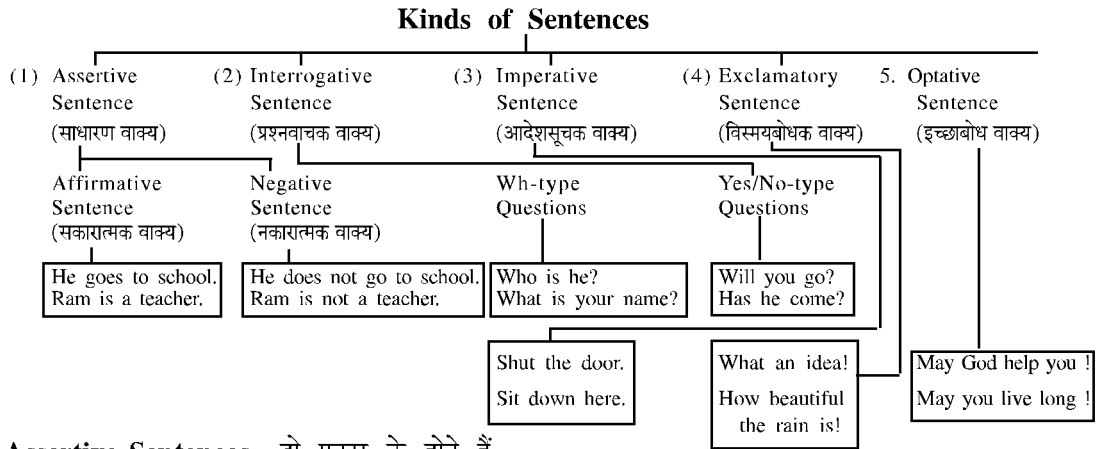 Kinds of Sentences
(1) Assertive Sentence (साधारण वाक्य)
(2) Interrogative Sentence (प्रश्नवाचक वाक्य)
(3) Imperative Sentence (आदेशसूचक वाक्य)
(4) Exclamatory Sentence (विस्मयबोधक वाक्य)
5. Optative Sentence (इच्छाबोध वाक्य)
Affirmative Sentence (सकारात्मक वाक्य)
Negative Sentence (नकारात्मक वाक्य)
Wh-type Questions
Yes/No-type Questions
He goes to school.
Ram is a teacher.
He does not go to school.
Ram is not a teacher.
Who is he?
What is your name?
Will you go?
Has he come?
Shut the door.
Sit down here.
What an idea!
How beautiful
the rain is!
May God help you !
May you live long !
Assertive Sentences के होते हैं